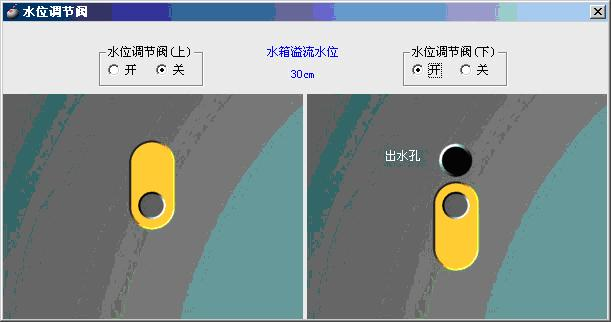 水位调节阀
水位调节阀(上)
开 关
水箱溢流水位
30cm
水位调节阀(下)
开 关
出水孔